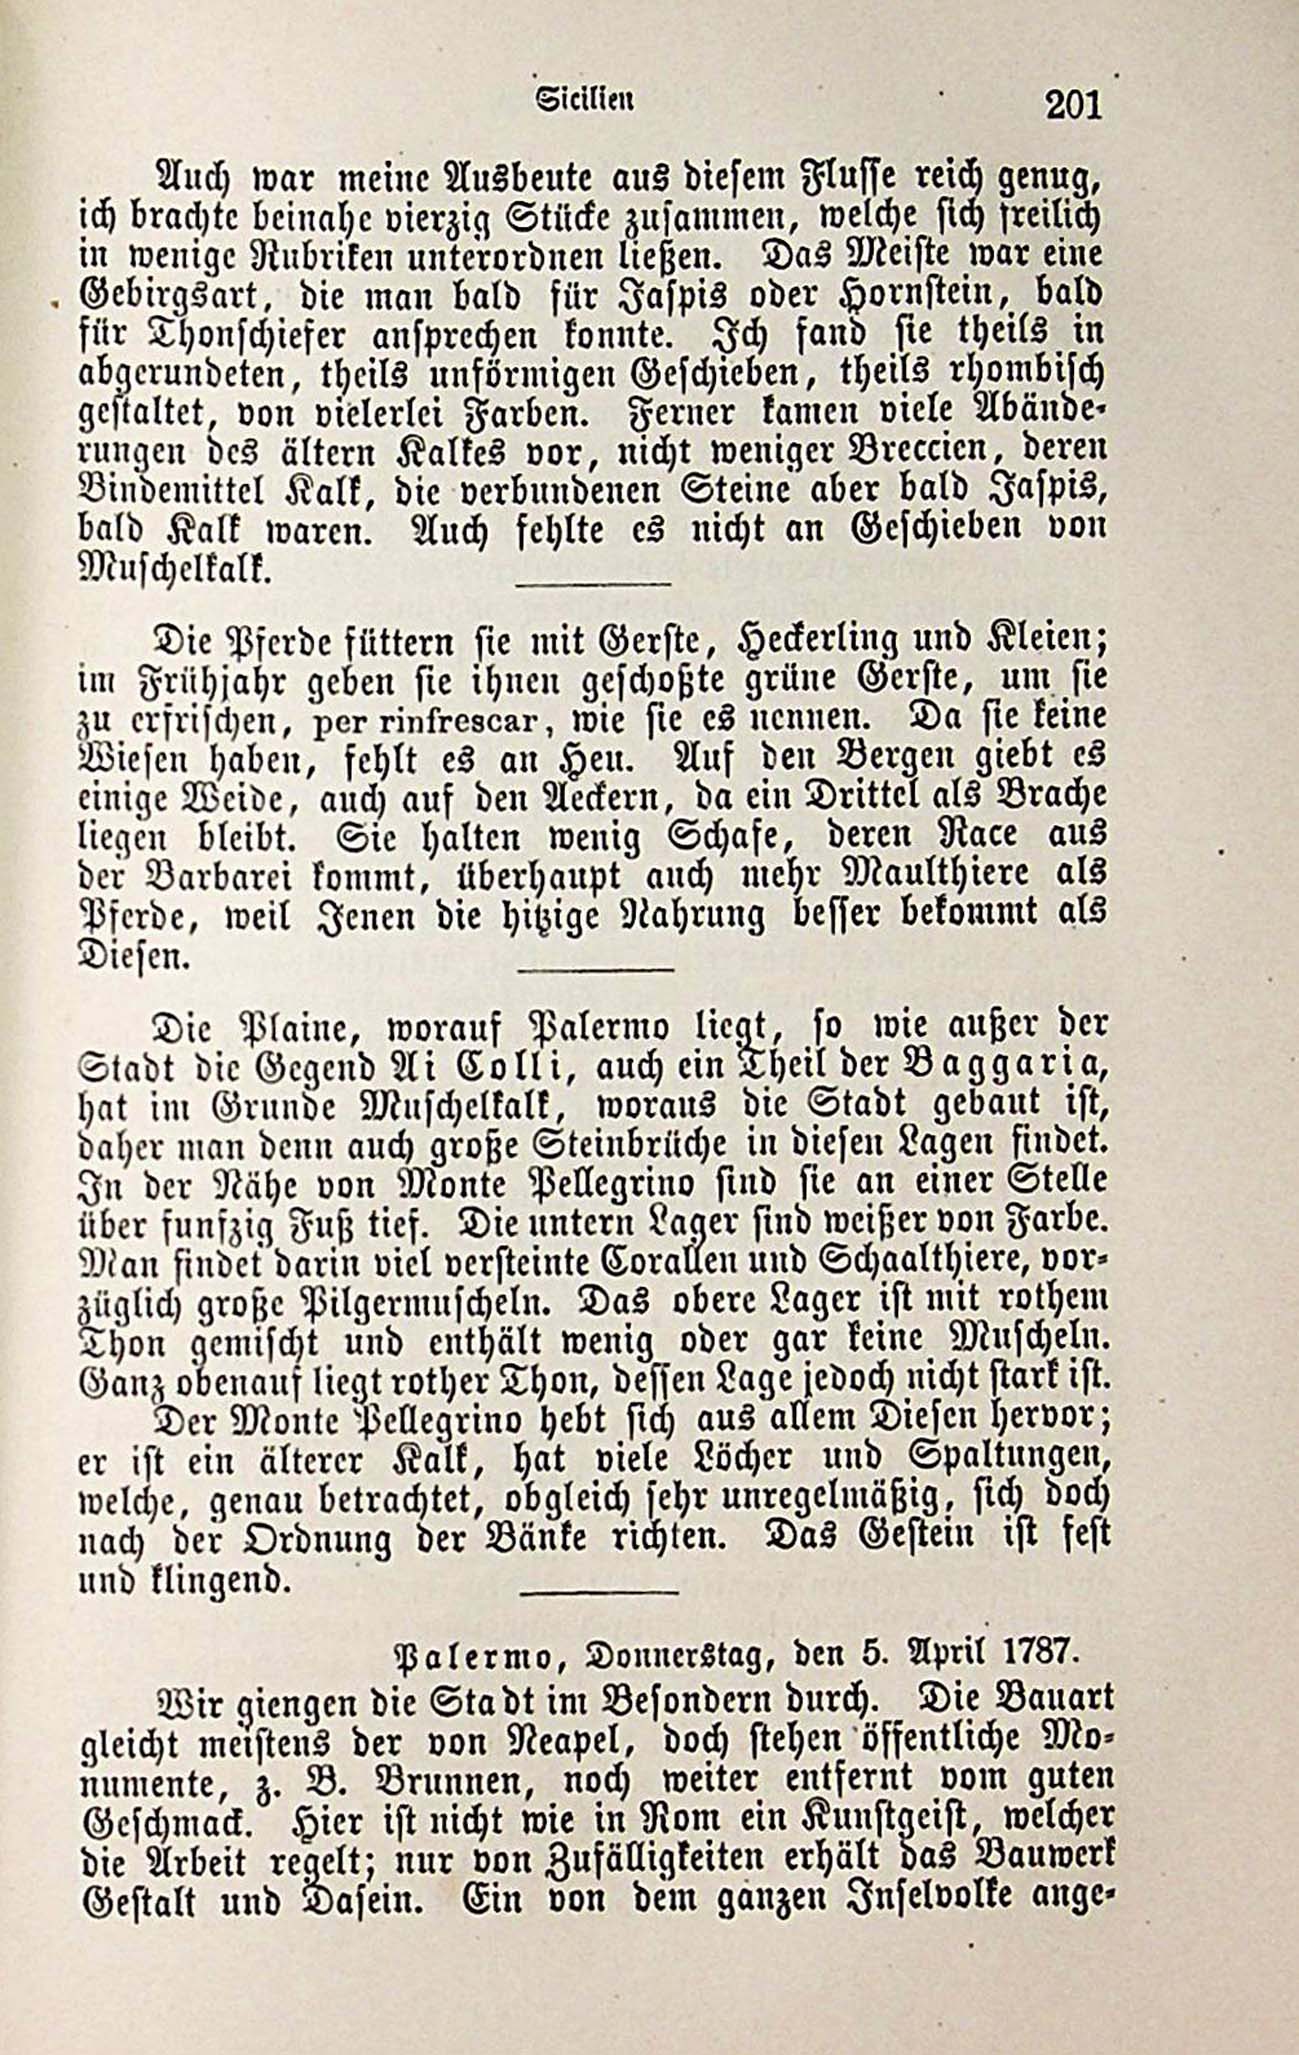 Sicilien 201
Auch war meine Ausbeute aus diesem Flusse reich genug,
ich brachte beinahe vierzig Stücke zusammen, welche sich freilich
in wenige Rubriken unterordnen ließen. Das Meiste war eine
Gebirgsart, die man bald für Jaspis oder Hornstein, bald
für Thonschiefer ansprechen konnte. Ich fand sie theils in
abgerundeten, theils unförmigen Geschieben, theils rhombisch
gestaltet, von vielerlei Farben. Ferner kamen viele Abände-
rungen des ältern Kalkes vor, nicht weniger Breccien, deren
Bindemittel Kalk, die verbundenen Steine aber bald Jaspis,
bald Kalk waren. Auch fehlte es nicht an Geschieben von
Muschelkalk.
Die Pferde füttern sie mit Gerste, Heckerling und Kleien;
im Frühjahr geben sie ihnen geschoßte grüne Gerste, um sie
zu erfrischen, per rinfrescar, wie sie es nennen. Da sie keine
Wiesen haben, fehlt es an Heu. Auf den Bergen giebt es
einige Weide, auch auf den Aeckern, da ein Drittel als Brache
liegen bleibt. Sie halten wenig Schafe, deren Race aus
der Barbarei kommt, überhaupt auch mehr Maulthiere als
Pferde, weil Jenen die hitzige Nahrung besser bekommt als
Diesen.
Die Plaine, worauf Palermo liegt, so wie außer der
Stadt die Gegend Ai Colli, auch ein Theil der Baggaria,
hat im Grunde Muschelkalk, woraus die Stadt gebaut ist,
daher man denn auch große Steinbrüche in diesen Lagen findet.
In der Nähe von Monte Pellegrino sind sie an einer Stelle
über funfzig Fuß tief. Die untern Lager sind weißer von Farbe.
Man findet darin viel versteinte Corallen und Schaalthiere, vor-
züglich große Pilgermuscheln. Das obere Lager ist mit rothem
Thon gemischt und enthält wenig oder gar keine Muscheln.
Ganz obenauf liegt rother Thon, dessen Lage jedoch nicht stark ist.
Der Monte Pellegrino hebt sich aus allem Diesen hervor;
er ist ein älterer Kalk, hat viele Löcher und Spaltungen,
welche, genau betrachtet, obgleich sehr unregelmäßig, sich doch
nach der Ordnung der Bänke richten. Das Gestein ist fest
und klingend.
Palermo, Donnerstag, den 5. April 1787.
Wir giengen die Stadt im Besondern durch. Die Bauart
gleicht meistens der von Neapel, doch stehen öffentliche Mo-
numente, z. B. Brunnen, noch weiter entfernt vom guten
Geschmack. Hier ist nicht wie in Rom ein Kunstgeist, welcher
die Arbeit regelt; nur von Zufälligkeiten erhält das Bauwerk
Gestalt und Dasein. Ein von dem ganzen Inselvolke ange-